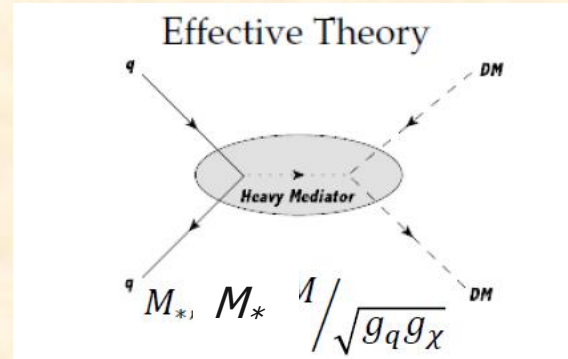 Effective Theory
q
DM
Heavy Mediator
q
M*, M* /√gqgχ
DM